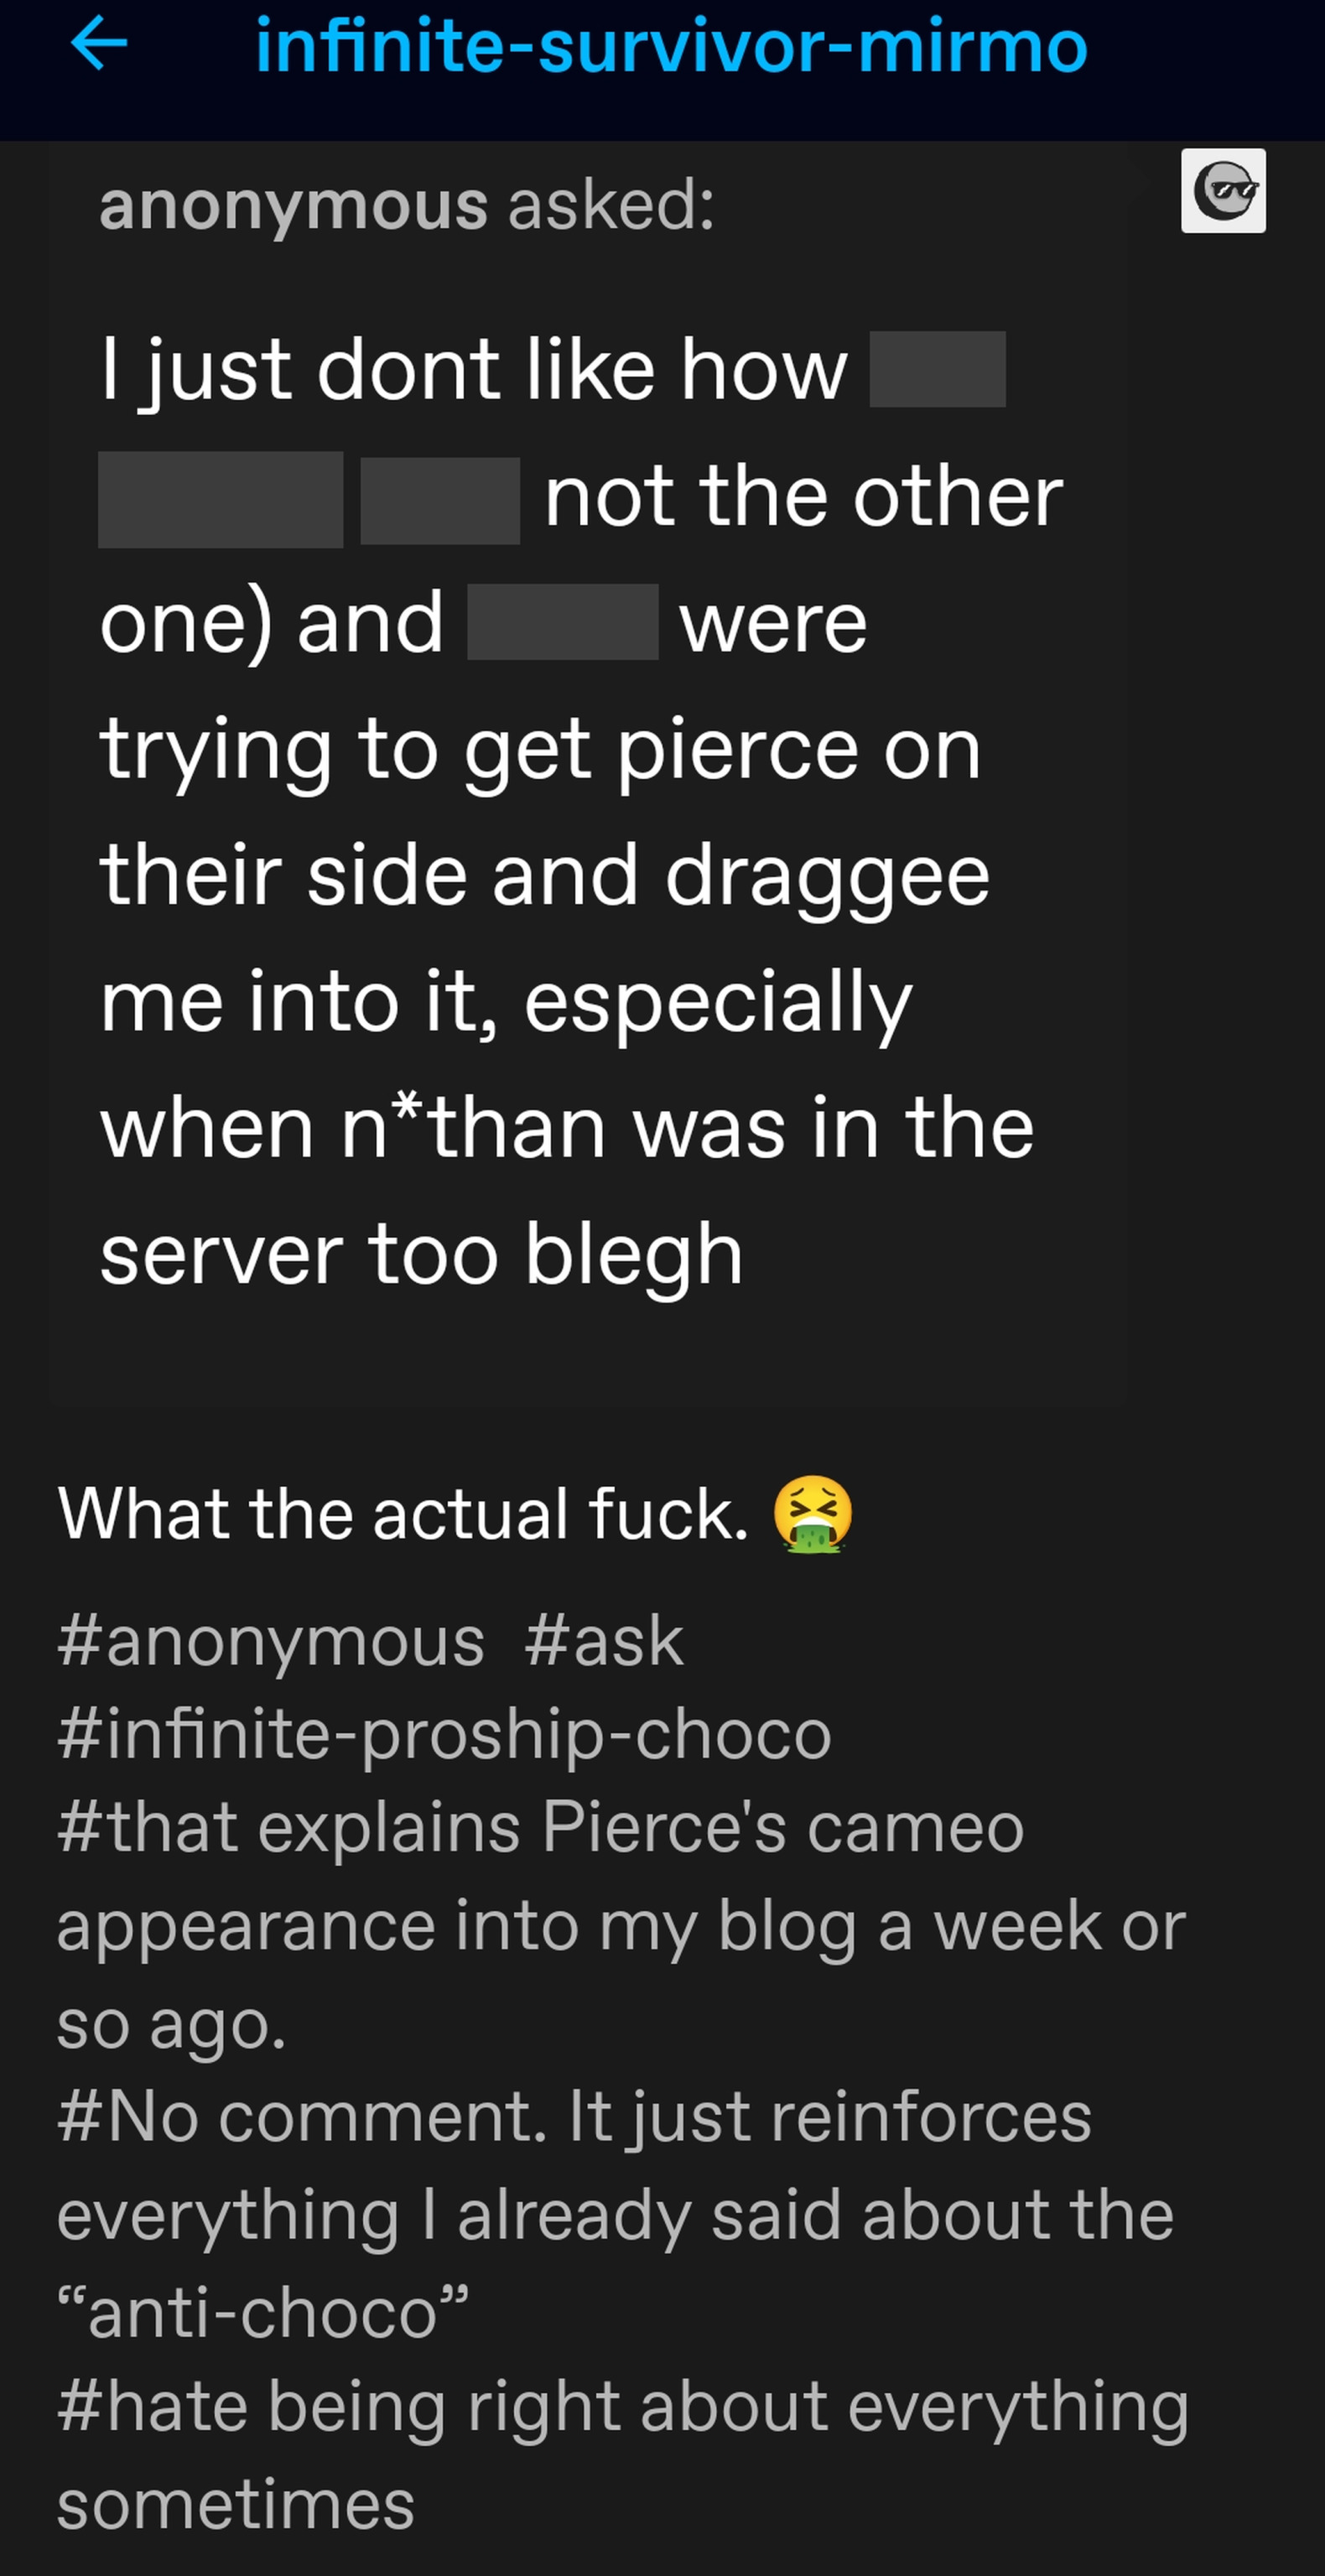 infinite-survivor-mirmo
anonymous asked:
I just dont like how
not the other
one) and were
trying to get pierce on
their side and draggee
me into it, especially
when n*than was in the
server too blegh
What the actual fuck. 🤮
#anonymous #ask
#infinite-proship-choco
#that explains Pierce's cameo
appearance into my blog a week or
so ago.
#No comment. It just reinforces
everything I already said about the
“anti-choco”
#hate being right about everything
sometimes